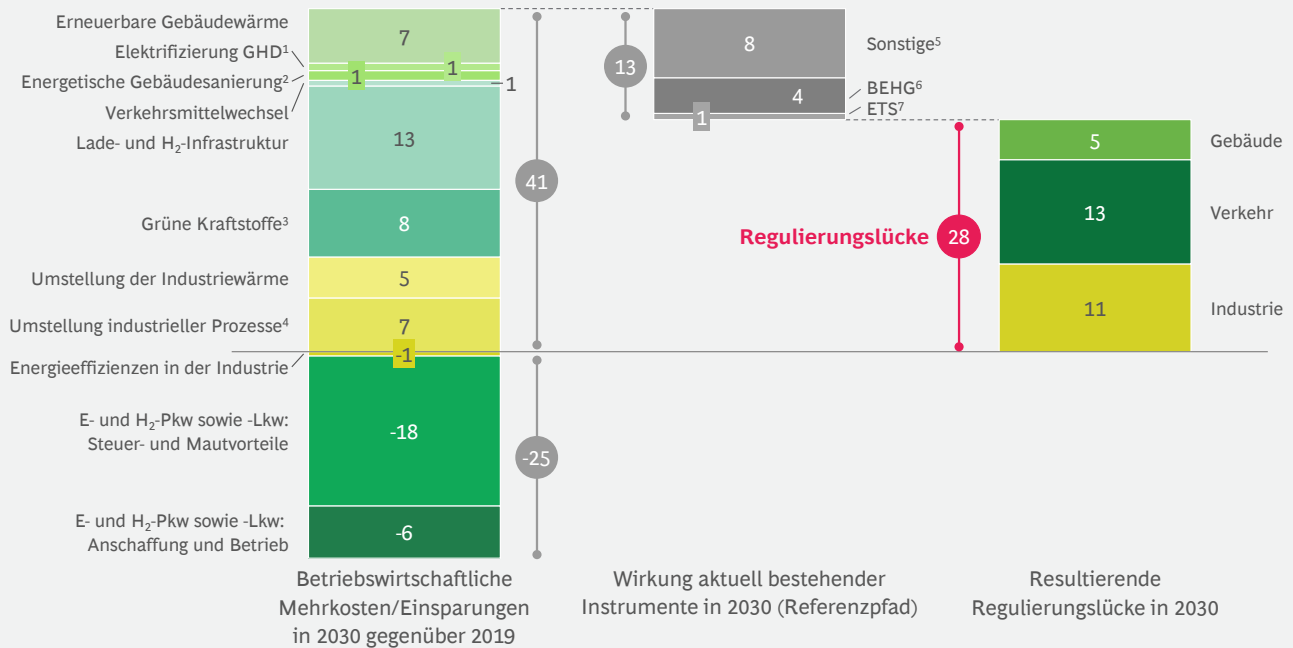 Erneuerbare Gebäudewärme
Elektrifizierung GHD¹
Energetische Gebäudesanierung²
Verkehrsmittelwechsel
Lade- und H₂-Infrastruktur
Grüne Kraftstoffe³
Umstellung der Industriewärme
Umstellung industrieller Prozesse⁴
Energieeffizienzen in der Industrie
E- und H₂-Pkw sowie -Lkw:
Steuer- und Mautvorteile
E- und H₂-Pkw sowie -Lkw:
Anschaffung und Betrieb
7
1
1
1
13
8
5
7
-1
-18
-6
41
-25
Betriebswirtschaftliche
Mehrkosten/Einsparungen
in 2030 gegenüber 2019
13
8
4
1
Sonstige⁵
BEHG⁶
ETS⁷
Wirkung aktuell bestehender
Instrumente in 2030 (Referenzpfad)
Regulierungslücke
28
5
13
11
Gebäude
Verkehr
Industrie
Resultierende
Regulierungslücke in 2030